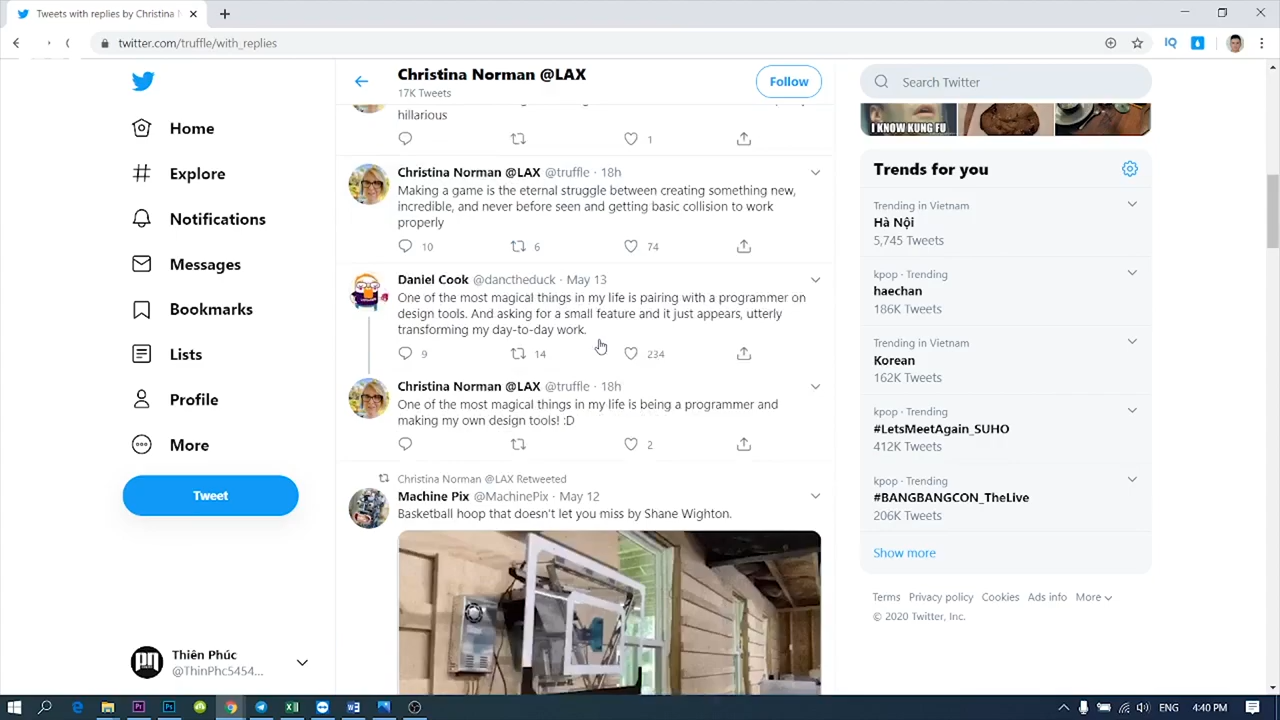 Tweets with replies by Christina
twitter.com/truffle/with_replies
IQ
Home
Explore
Notifications
Messages
Bookmarks
Lists
Profile
More
Tweet
Thiên Phúc
@ThinPhc5454...
Christina Norman @LAX
17K Tweets
Follow
hillarious
1
Christina Norman @LAX @truffle · 18h
Making a game is the eternal struggle between creating something new,
incredible, and never before seen and getting basic collision to work
properly
10 6 74
Daniel Cook @danctheduck · May 13
One of the most magical things in my life is pairing with a programmer on
design tools. And asking for a small feature and it just appears, utterly
transforming my day-to-day work.
9 14 234
Christina Norman @LAX @truffle · 18h
One of the most magical things in my life is being a programmer and
making my own design tools! :D
2
Christina Norman @LAX Retweeted
Machine Pix @MachinePix · May 12
Basketball hoop that doesn't let you miss by Shane Wighton.
Search Twitter
I KNOW KUNG FU
Trends for you
Trending in Vietnam
Hà Nội
5,745 Tweets
kpop · Trending
haechan
186K Tweets
Trending in Vietnam
Korean
162K Tweets
kpop · Trending
#LetsMeetAgain_SUHO
412K Tweets
kpop · Trending
#BANGBANGCON_TheLive
206K Tweets
Show more
Terms Privacy policy Cookies Ads info More
© 2020 Twitter, Inc.
ENG 4:40 PM